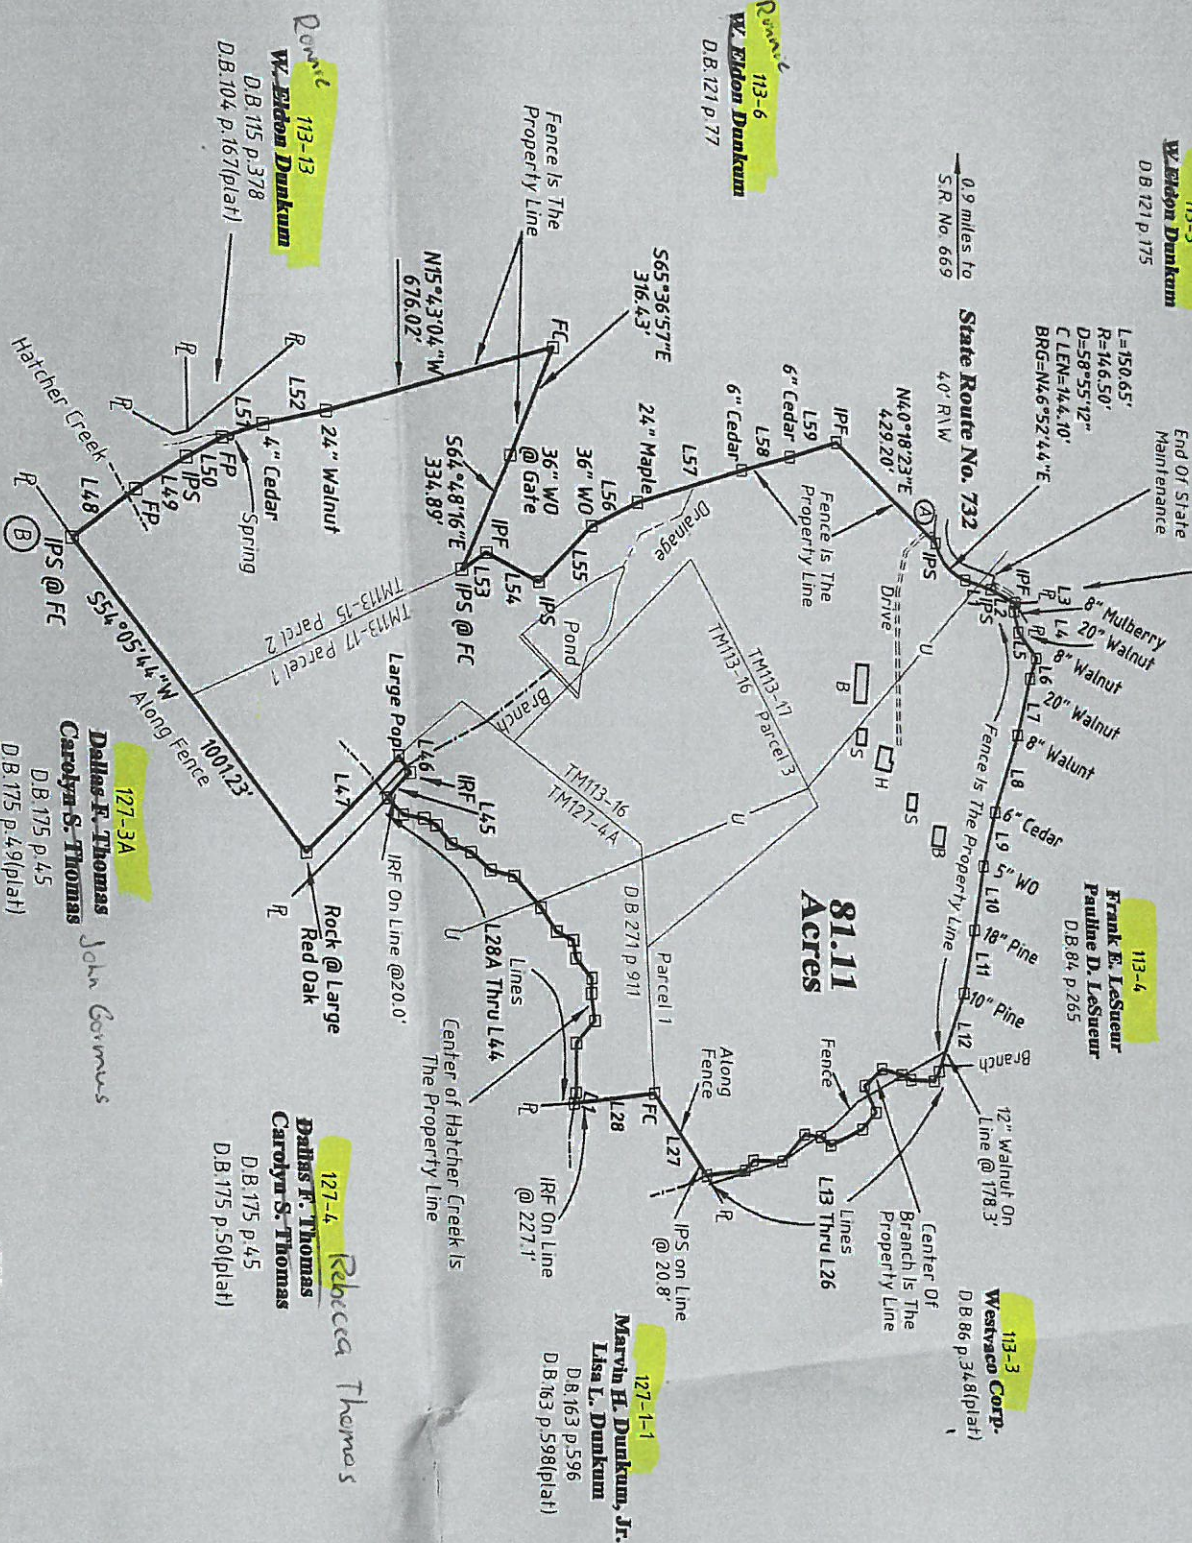 113-5
W. Eldon Dunkum
D.B.121 p.175
Ronnie
113-6
W. Eldon Dunkum
D.B.121 p.77
Ronnie
113-13
W. Eldon Dunkum
D.B.115 p.378
D.B.104 p.167(plat)
0.9 miles to
S.R. No. 669
State Route No. 732
40' R\W
L=150.65'
R=146.50'
D=58°55'12"
C LEN=144.10'
BRG=N46°52'44"E
End Of State
Maintenance
Fence Is The
Property Line
S65°36'57"E
316.43'
N15°43'04"W
676.02'
FC
S64°48'16"E
334.89'
36" WO
@ Gate
IPF
L53
L54
IPS
IPS @ FC
L55
36" WO
L56
24" Maple
L57
Drainage
6" Cedar
L58
6" Cedar
L59
IPF
N40°18'23"E
429.20'
Fence Is The
Property Line
A
IPS
L1
IPS
L2
IPF
L3
PL
L4
PL
L5
8" Mulberry
20" Walnut
8" Walnut
L6
20" Walnut
L7
8" Walunt
L8
6" Cedar
L9
5" WO
L10
18" Pine
L11
10" Pine
L12
Branch
Fence Is The Property Line
Drive
U
B
S
H
S
B
113-4
Frank E. LeSueur
Pauline D. LeSueur
D.B.84 p.265
12" Walnut On
Line @ 178.3'
Center Of
Branch Is The
Property Line
113-3
Westvaco Corp.
D.B.86 p.348(plat)
Lines
L13 Thru L26
Fence
Along
Fence
L27
PL
IPS on Line
@ 20.8'
FC
L28
IRF On Line
@ 227.1'
PL
127-1-1
Marvin H. Dunkum, Jr.
Lisa L. Dunkum
D.B.163 p.596
D.B.163 p.598(plat)
81.11
Acres
TM113-17
TM113-16 Parcel 3
Pond
Branch
TM113-16
TM127-4A
D.B.271 p.911
Parcel 1
U
U
Lines
L28A Thru L44
Center of Hatcher Creek Is
The Property Line
L45
IRF
L46
Large Pop
IRF On Line @20.0'
L47
PL
Rock @ Large
Red Oak
TM113-15 Parcl 2
TM113-17 Parcel 1
24" Walnut
L52
4" Cedar
L51
FP
Spring
L50
IPS
L49
FP
L48
Hatcher Creek
PL
PL
PL
B
IPS @ FC
S54°05'44"W
1001.23'
Along Fence
127-3A
Dallas F. Thomas
Carolyn S. Thomas
John Gormus
D.B.175 p.45
D.B.175 p.49(plat)
127-4
Rebecca Thomas
Dallas F. Thomas
Carolyn S. Thomas
D.B.175 p.45
D.B.175 p.50(plat)